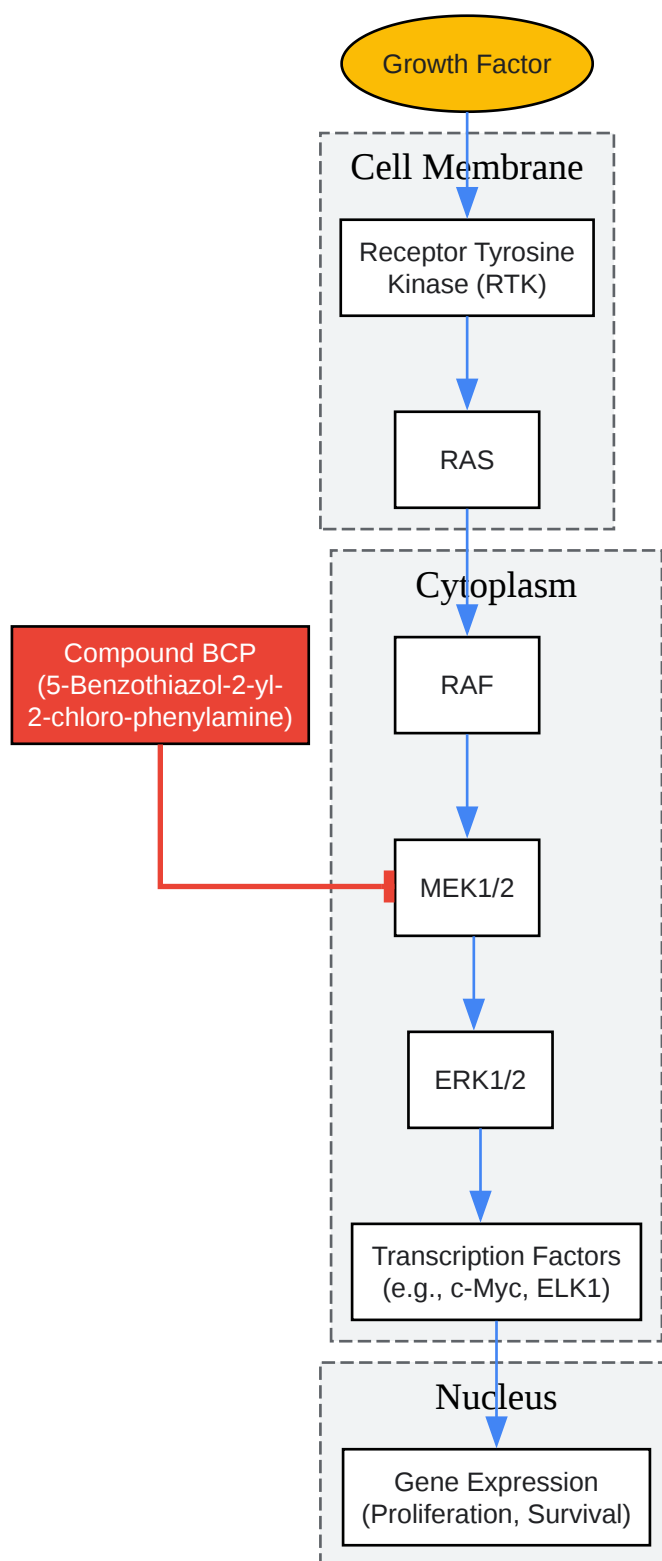 Growth Factor
Cell Membrane
Receptor Tyrosine
Kinase (RTK)
RAS
Cytoplasm
Compound BCP
(5-Benzothiazol-2-yl-
2-chloro-phenylamine)
RAF
MEK1/2
ERK1/2
Transcription Factors
(e.g., c-Myc, ELK1)
Nucleus
Gene Expression
(Proliferation, Survival)